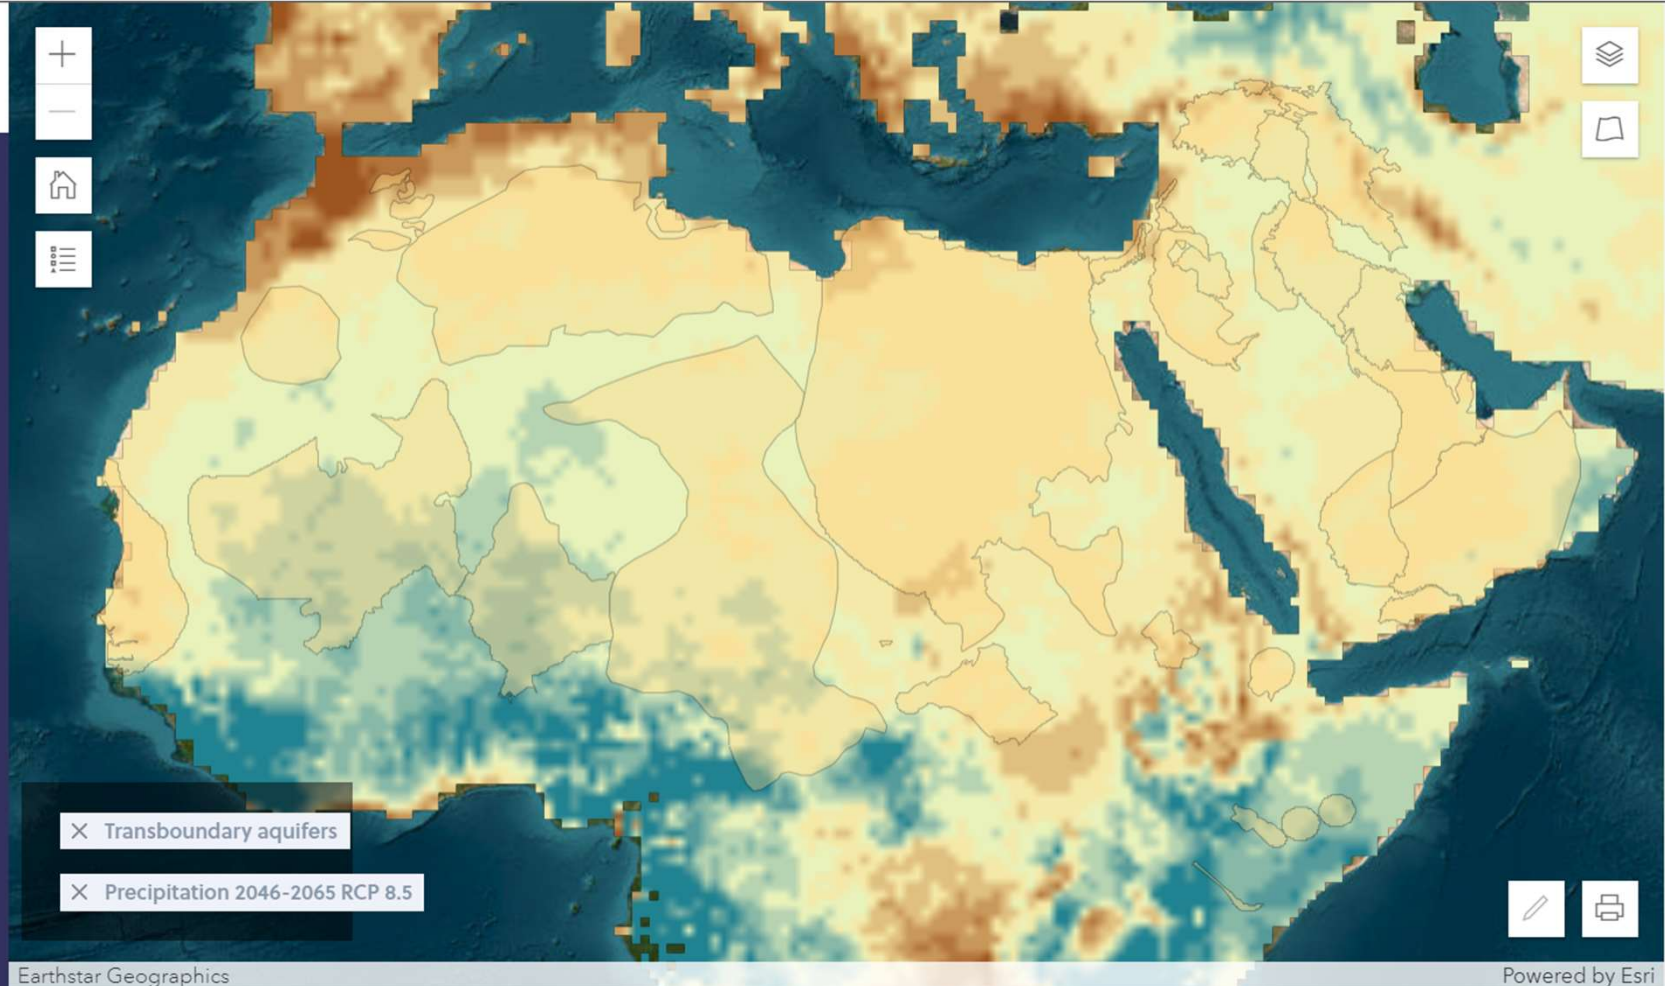 Transboundary aquifers
Precipitation 2046-2065 RCP 8.5
Earthstar Geographics
Powered by Esri